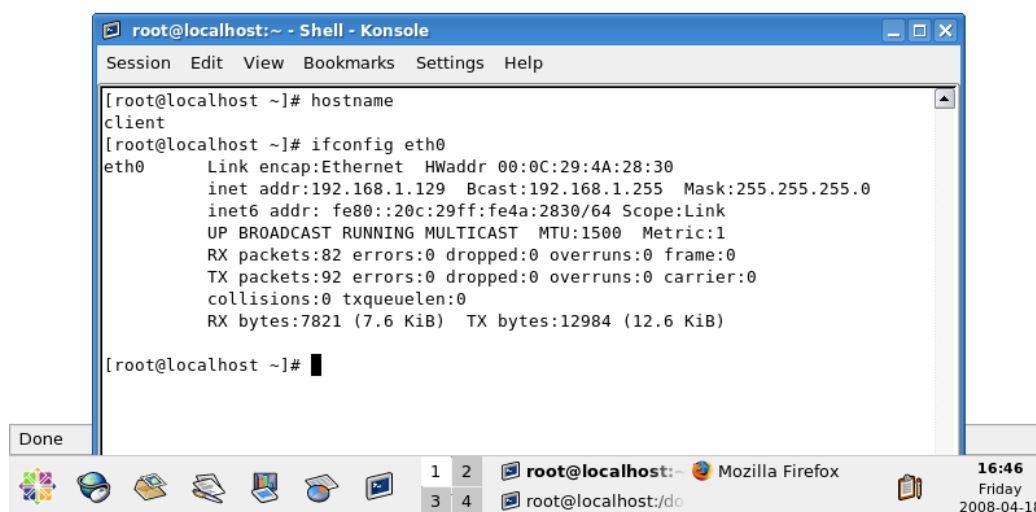 root@localhost:~ - Shell - Konsole
Session Edit View Bookmarks Settings Help
[root@localhost ~]# hostname
client
[root@localhost ~]# ifconfig eth0
eth0 Link encap:Ethernet HWaddr 00:0C:29:4A:28:30
inet addr:192.168.1.129 Bcast:192.168.1.255 Mask:255.255.255.0
inet6 addr: fe80::20c:29ff:fe4a:2830/64 Scope:Link
UP BROADCAST RUNNING MULTICAST MTU:1500 Metric:1
RX packets:82 errors:0 dropped:0 overruns:0 frame:0
TX packets:92 errors:0 dropped:0 overruns:0 carrier:0
collisions:0 txqueuelen:0
RX bytes:7821 (7.6 KiB) TX bytes:12984 (12.6 KiB)
[root@localhost ~]#
Done
1 2 root@localhost:~ Mozilla Firefox 16:46
Friday
3 4 root@localhost:/do
2008-04-18